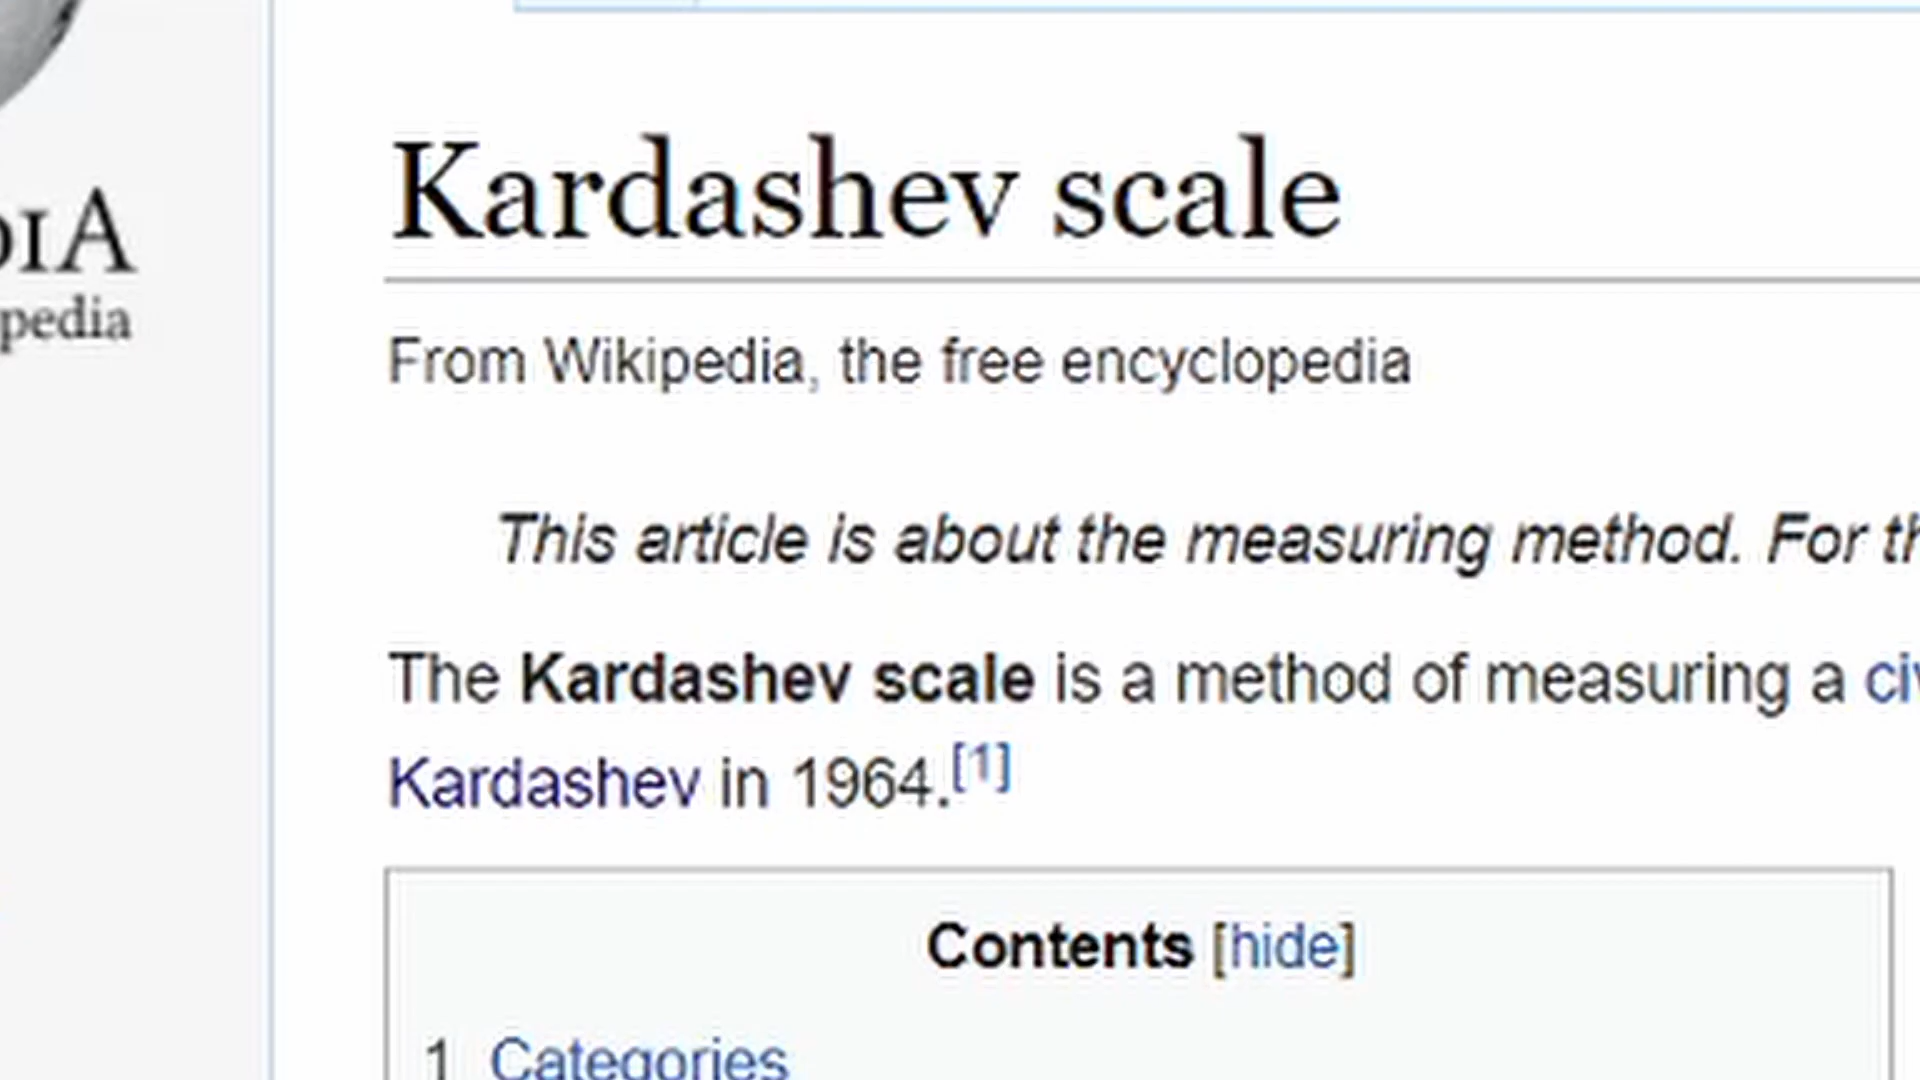 Kardashev scale
DIA
pedia
From Wikipedia, the free encyclopedia
This article is about the measuring method. For
The Kardashev scale is a method of measuring a
Kardashev in 1964.[1]
Contents [hide]
1 Categories